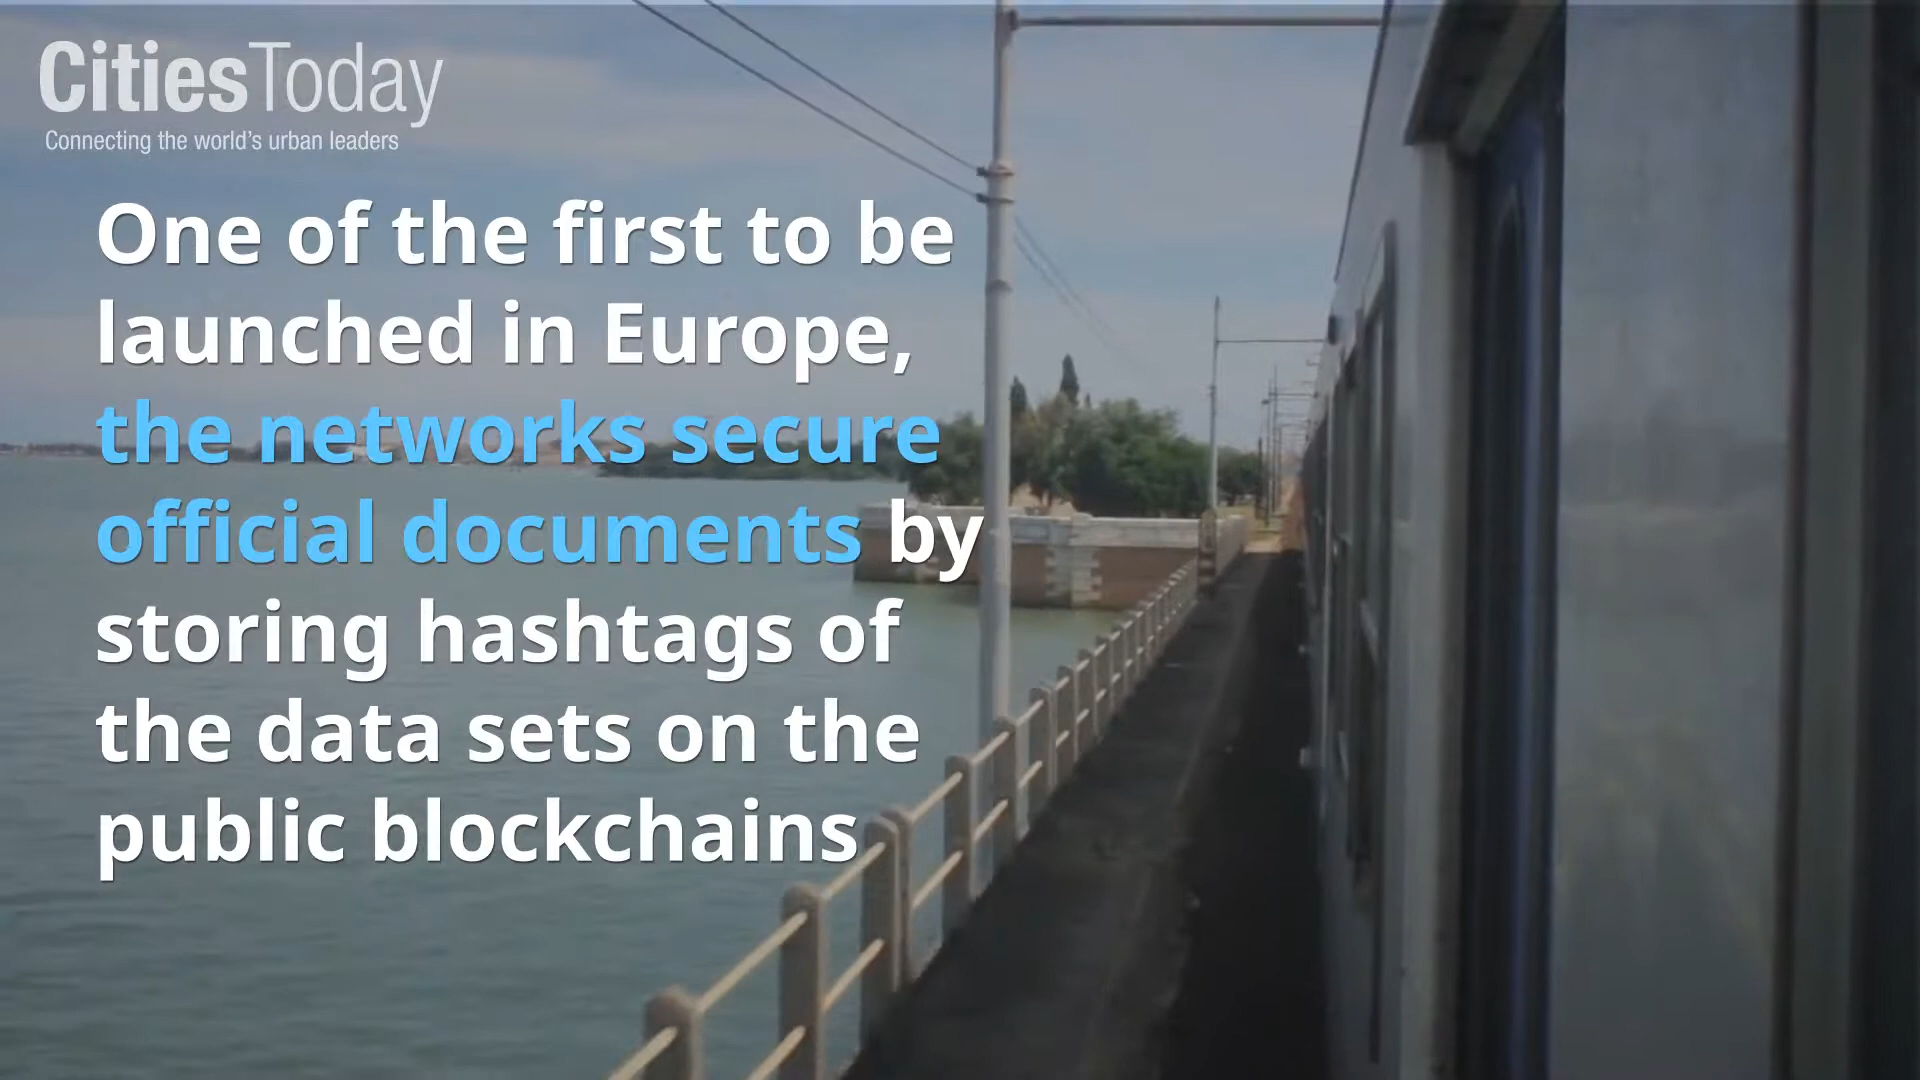 CitiesToday
Connecting the world's urban leaders
One of the first to be
launched in Europe,
the networks secure
official documents by
storing hashtags of
the data sets on the
public blockchains